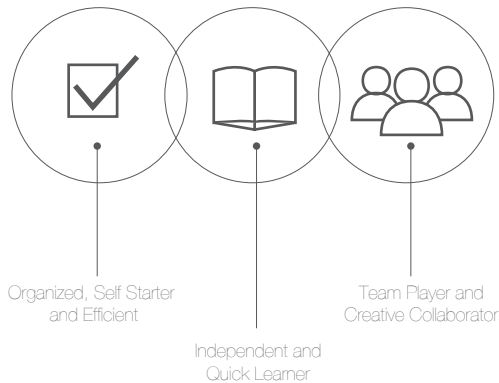 Organized, Self Starter
and Efficient
Team Player and
Creative Collaborator
Independent and
Quick Learner